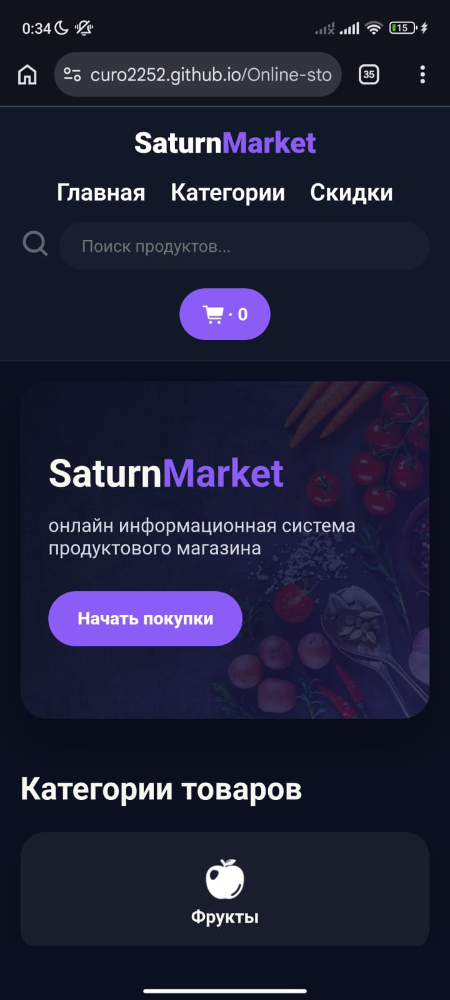 0:34
15
curo2252.github.io/Online-sto
35
SaturnMarket
Главная Категории Скидки
Поиск продуктов...
· 0
SaturnMarket
онлайн информационная система
продуктового магазина
Начать покупки
Категории товаров
Фрукты